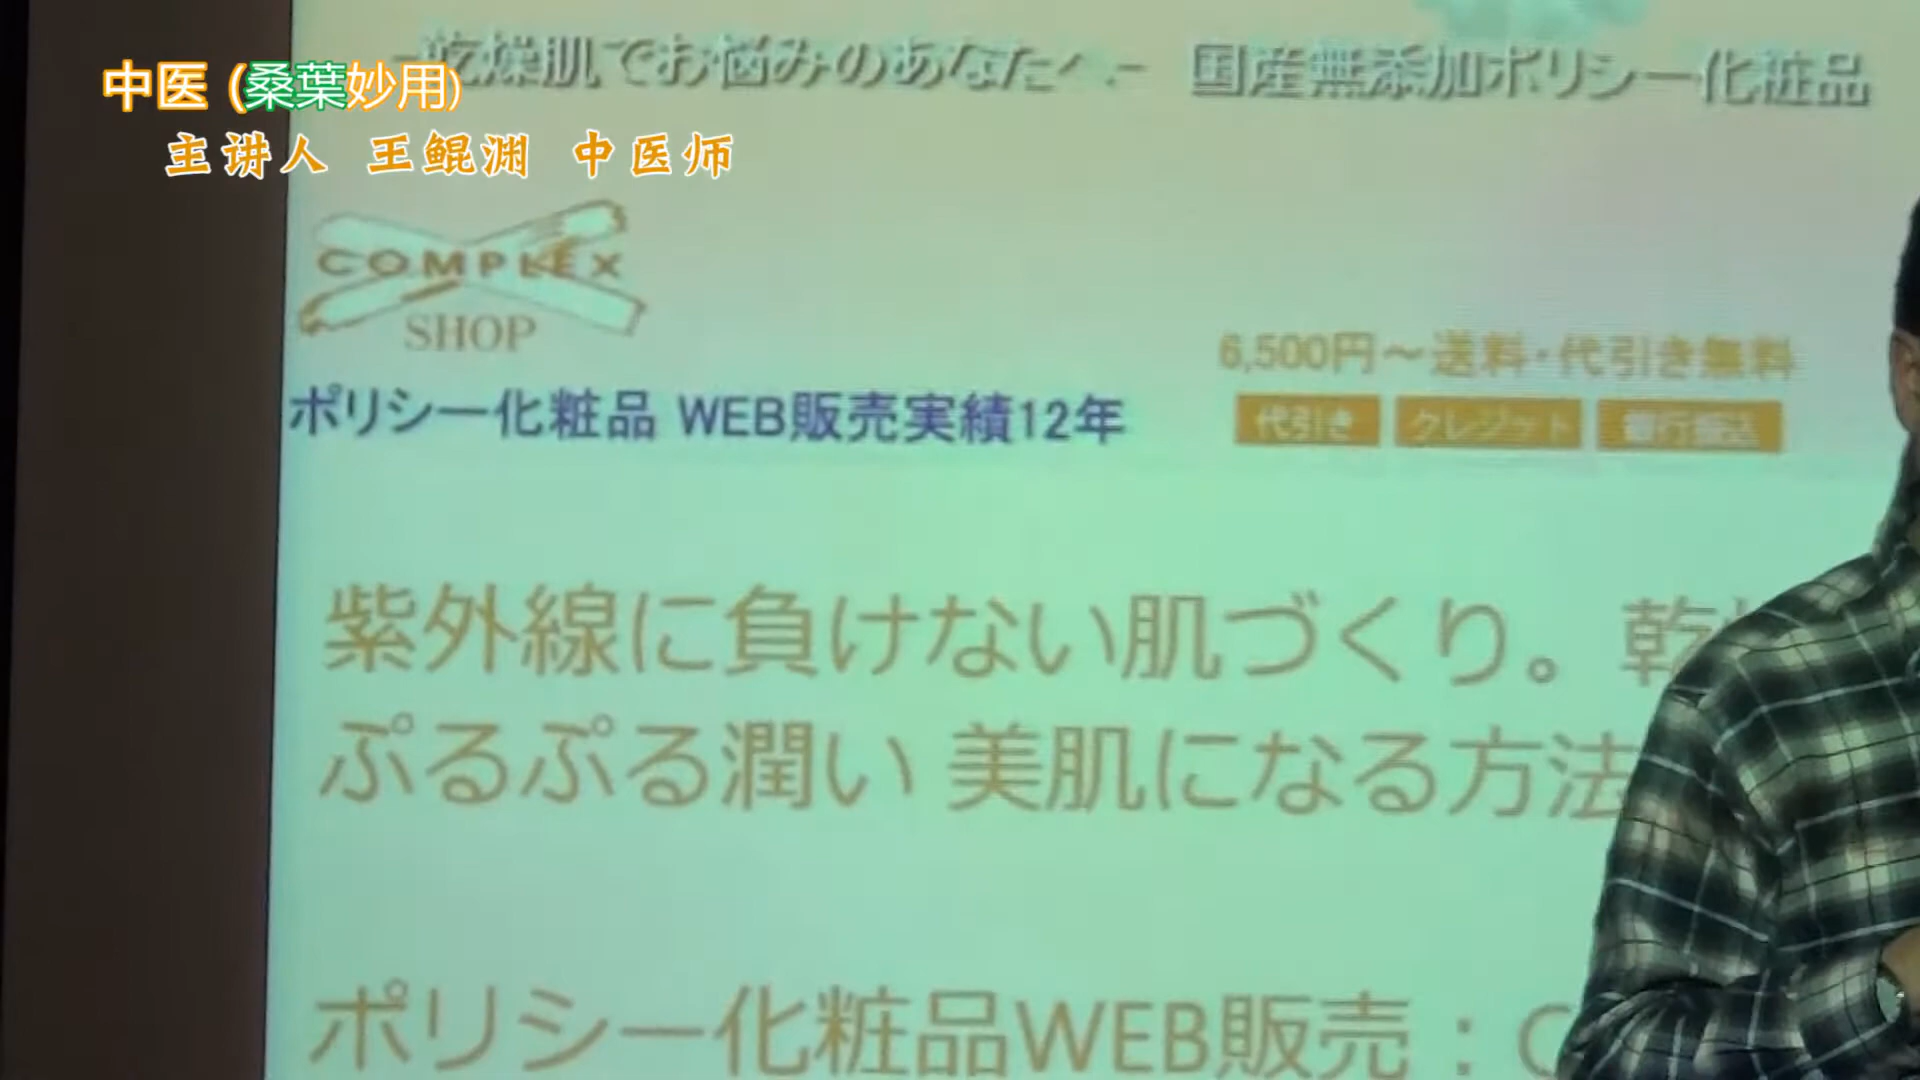 -乾燥肌でお悩みのあなたへ- 国産無添加ポリシー化粧品
中医 (桑葉妙用)
主讲人 王鲲渊 中医师
COMPLEX
SHOP
6,500円～送料・代引き無料
ポリシー化粧品 WEB販売実績12年
代引き クレジット 銀行振込
紫外線に負けない肌づくり。乾
ぷるぷる潤い 美肌になる方法
ポリシー化粧品WEB販売：C